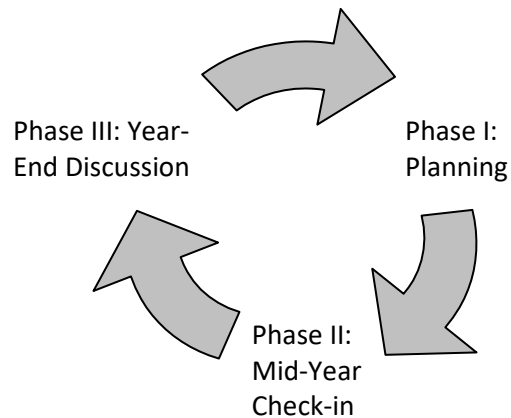 Phase III: Year-
End Discussion
Phase I:
Planning
Phase II:
Mid-Year
Check-in